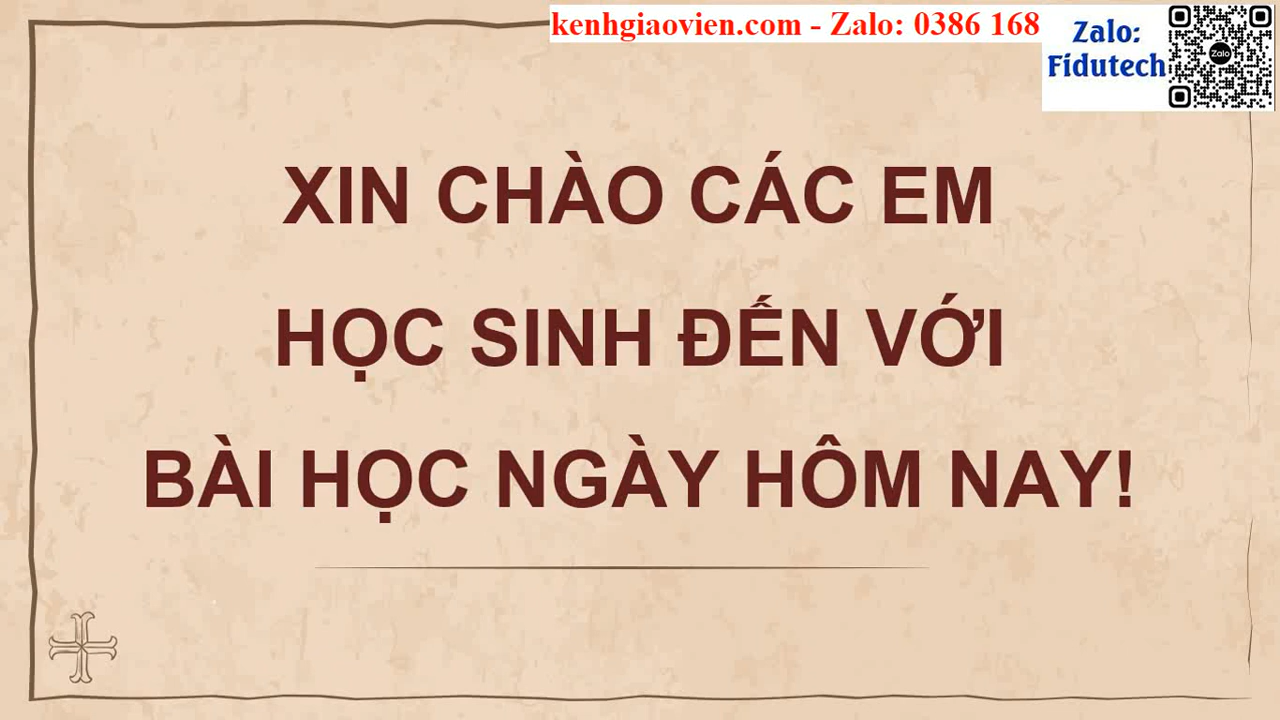 kenhgiaovien.com - Zalo: 0386 168
Zalo:
Fidutech
Zalo
XIN CHÀO CÁC EM
HỌC SINH ĐẾN VỚI
BÀI HỌC NGÀY HÔM NAY!